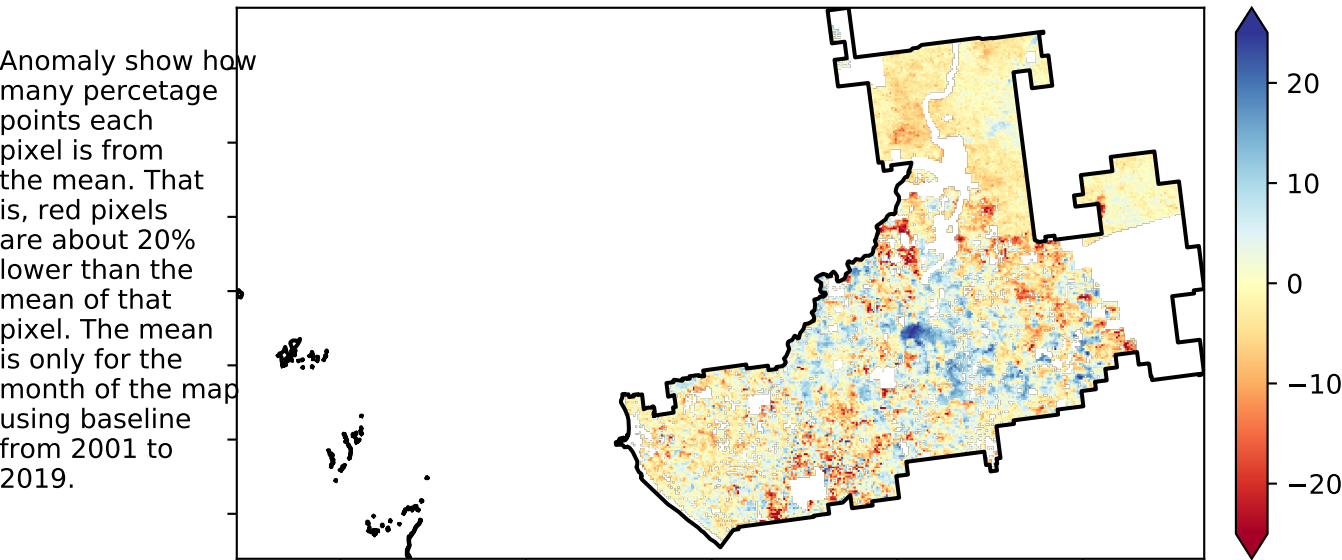 Anomaly show how
many percetage
points each
pixel is from
the mean. That
is, red pixels
are about 20%
lower than the
mean of that
pixel. The mean
is only for the
month of the map
using baseline
from 2001 to
2019.
20
10
0
−10
−20